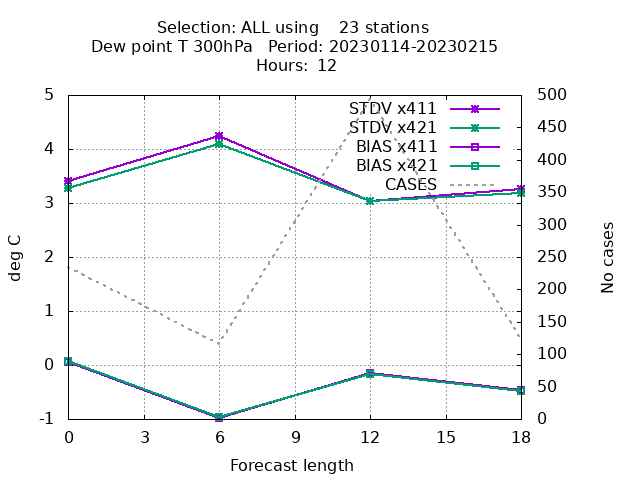 Selection: ALL using    23 stations
Dew point T 300hPa   Period: 20230114-20230215
Hours: 12
STDV x411
STDV x421
BIAS x411
BIAS x421
CASES
5
4
3
2
1
0
-1
500
450
400
350
300
250
200
150
100
50
0
deg C
No cases
0 3 6 9 12 15 18
Forecast length